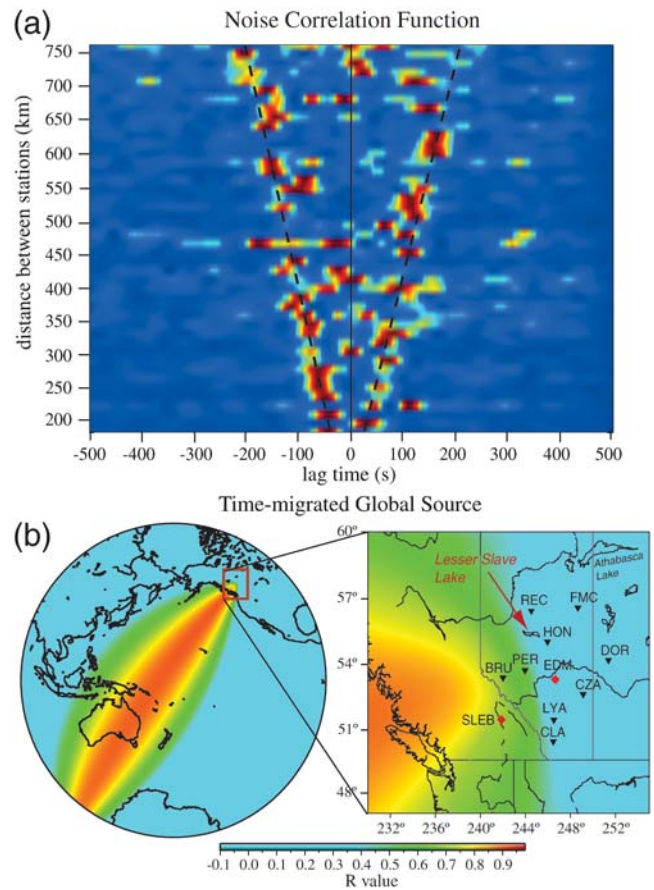 (a)
Noise Correlation Function
distance between stations (km)
750
700
650
600
550
500
450
400
350
300
250
200
-500 -400 -300 -200 -100 0 100 200 300 400 500
lag time (s)
Time-migrated Global Source
(b)
60º
57º
54º
51º
48º
Lesser Slave
Lake
Athabasca
Lake
REC
FMC
HON
DOR
BRU
PER
EDM
CZA
SLEB
LYA
CLA
232º 236º 240º 244º 248º 252º
-0.1 0.0 0.1 0.2 0.3 0.4 0.5 0.6 0.7 0.8 0.9
R value